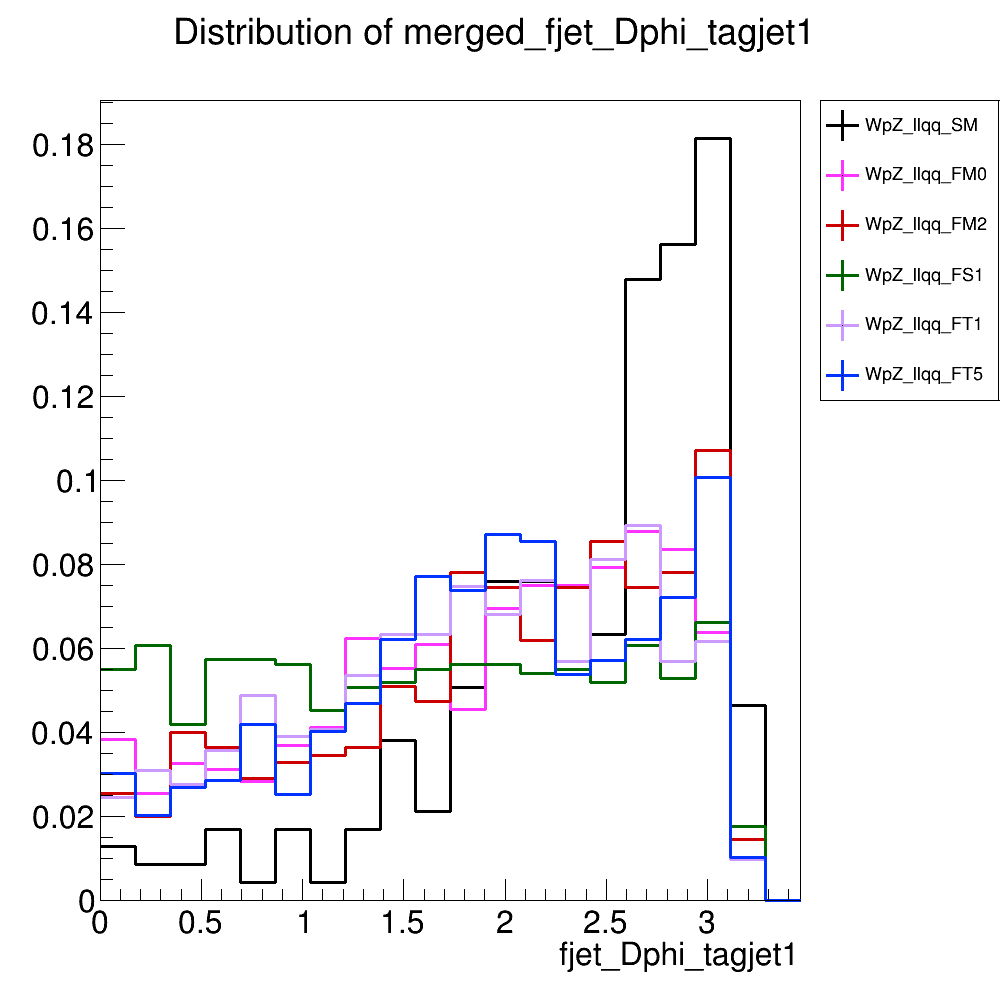 Distribution of merged_fjet_Dphi_tagjet1
WpZ_llqq_SM
WpZ_llqq_FM0
WpZ_llqq_FM2
WpZ_llqq_FS1
WpZ_llqq_FT1
WpZ_llqq_FT5
0.18
0.16
0.14
0.12
0.1
0.08
0.06
0.04
0.02
0
0 0.5 1 1.5 2 2.5 3
fjet_Dphi_tagjet1